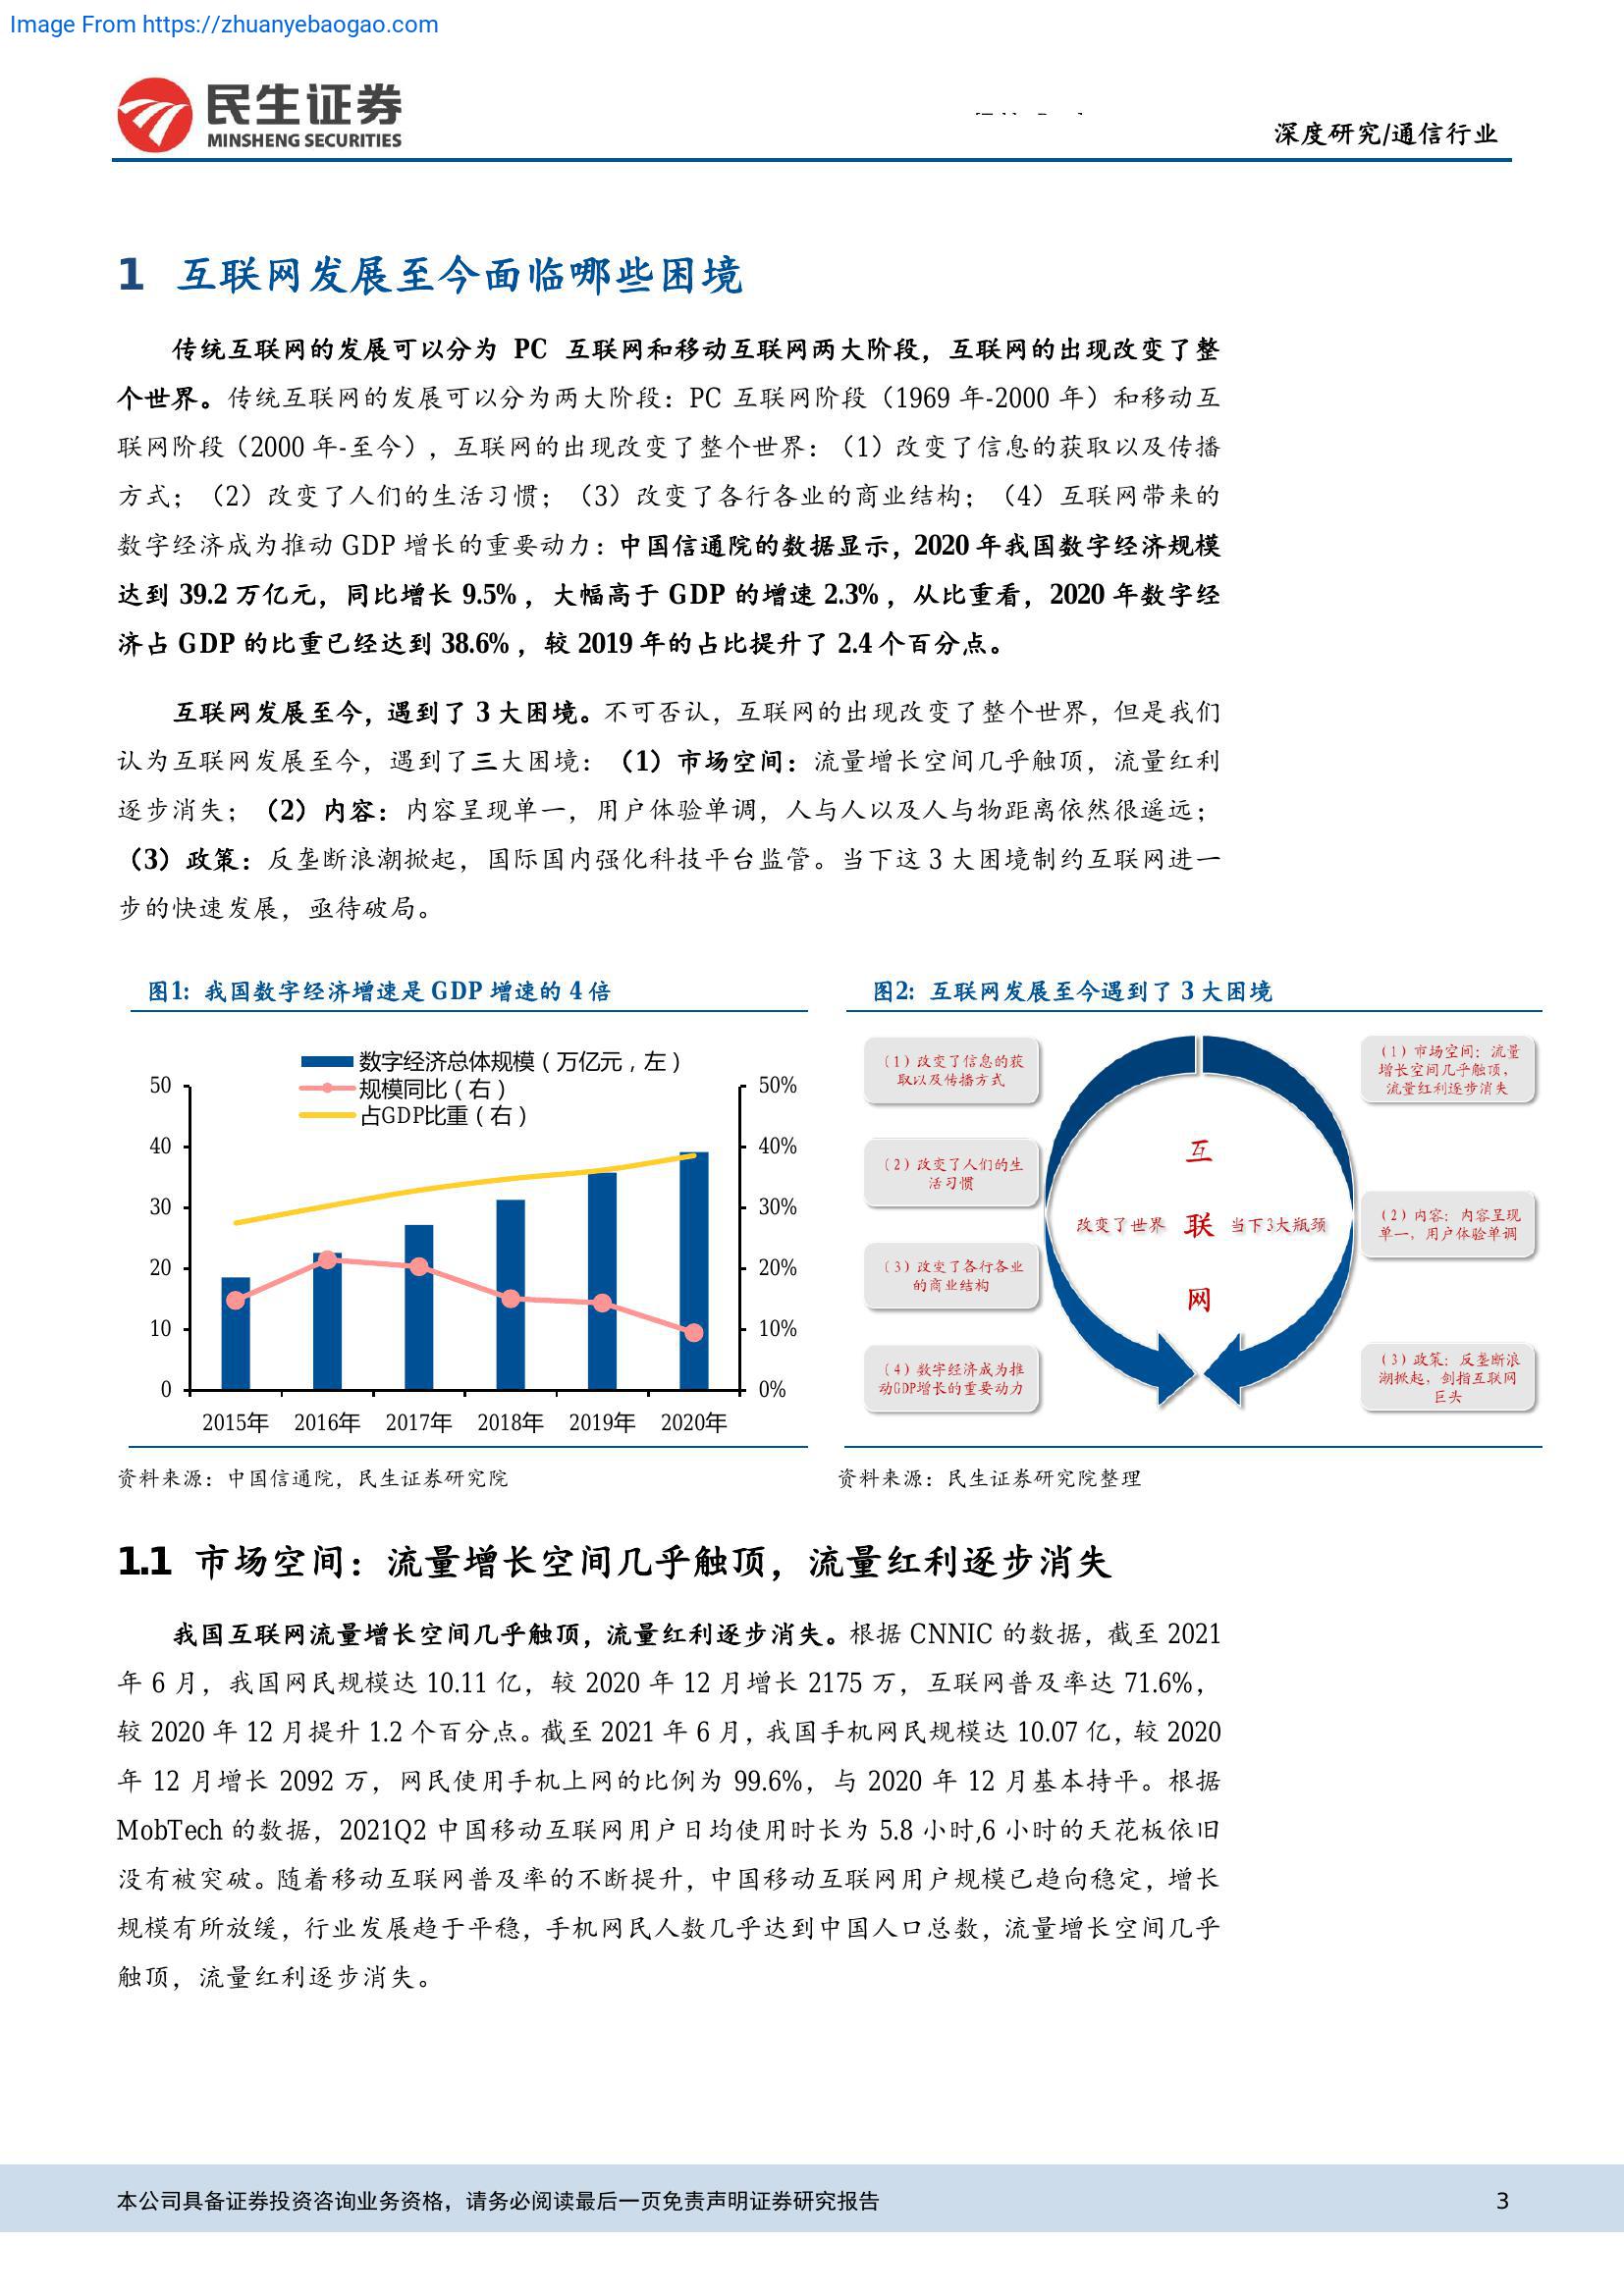 Image From https://zhuanyebaogao.com
民生证券
MINSHENG SECURITIES
深度研究/通信行业
1 互联网发展至今面临哪些困境
传统互联网的发展可以分为 PC 互联网和移动互联网两大阶段，互联网的出现改变了整
个世界。传统互联网的发展可以分为两大阶段：PC 互联网阶段（1969 年-2000 年）和移动互
联网阶段（2000 年-至今），互联网的出现改变了整个世界：（1）改变了信息的获取以及传播
方式；（2）改变了人们的生活习惯；（3）改变了各行各业的商业结构；（4）互联网带来的
数字经济成为推动 GDP 增长的重要动力：中国信通院的数据显示，2020 年我国数字经济规模
达到 39.2 万亿元，同比增长 9.5%，大幅高于 GDP 的增速 2.3%，从比重看，2020 年数字经
济占 GDP 的比重已经达到 38.6%，较 2019 年的占比提升了 2.4 个百分点。
互联网发展至今，遇到了 3 大困境。不可否认，互联网的出现改变了整个世界，但是我们
认为互联网发展至今，遇到了三大困境：（1）市场空间：流量增长空间几乎触顶，流量红利
逐步消失；（2）内容：内容呈现单一，用户体验单调，人与人以及人与物距离依然很遥远；
（3）政策：反垄断浪潮掀起，国际国内强化科技平台监管。当下这 3 大困境制约互联网进一
步的快速发展，亟待破局。
图1: 我国数字经济增速是 GDP 增速的 4 倍
数字经济总体规模（万亿元，左）
规模同比（右）
占GDP比重（右）
50
40
30
20
10
0
50%
40%
30%
20%
10%
0%
2015年 2016年 2017年 2018年 2019年 2020年
资料来源：中国信通院，民生证券研究院
图2: 互联网发展至今遇到了 3 大困境
（1）改变了信息的获
取以及传播方式
（2）改变了人们的生
活习惯
（3）改变了各行各业
的商业结构
（4）数字经济成为推
动GDP增长的重要动力
互
改变了世界 联 当下3大瓶颈
网
（1）市场空间：流量
增长空间几乎触顶，
流量红利逐步消失
（2）内容：内容呈现
单一，用户体验单调
（3）政策：反垄断浪
潮掀起，剑指互联网
巨头
资料来源：民生证券研究院整理
1.1 市场空间：流量增长空间几乎触顶，流量红利逐步消失
我国互联网流量增长空间几乎触顶，流量红利逐步消失。根据 CNNIC 的数据，截至 2021
年 6 月，我国网民规模达 10.11 亿，较 2020 年 12 月增长 2175 万，互联网普及率达 71.6%，
较 2020 年 12 月提升 1.2 个百分点。截至 2021 年 6 月，我国手机网民规模达 10.07 亿，较 2020
年 12 月增长 2092 万，网民使用手机上网的比例为 99.6%，与 2020 年 12 月基本持平。根据
MobTech 的数据，2021Q2 中国移动互联网用户日均使用时长为 5.8 小时,6 小时的天花板依旧
没有被突破。随着移动互联网普及率的不断提升，中国移动互联网用户规模已趋向稳定，增长
规模有所放缓，行业发展趋于平稳，手机网民人数几乎达到中国人口总数，流量增长空间几乎
触顶，流量红利逐步消失。
本公司具备证券投资咨询业务资格，请务必阅读最后一页免责声明证券研究报告
3